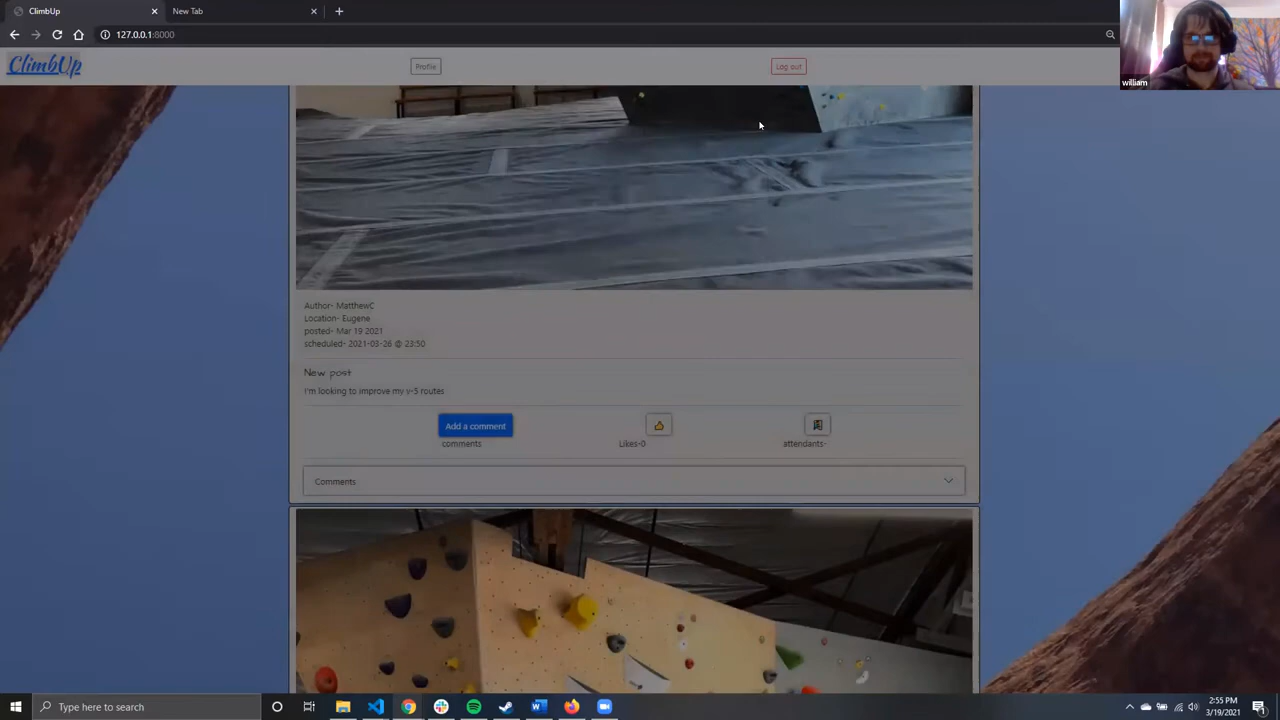 ClimbUp
New Tab
127.0.0.1:8000
ClimbUp
Profile
Log out
william
Author- MatthewC
Location- Eugene
posted- Mar 19 2021
scheduled- 2021-03-26 @ 23:50
New post
I'm looking to improve my v-5 routes
Add a comment
comments
Likes-0
attendants-
Comments
Type here to search
2:55 PM
3/19/2021